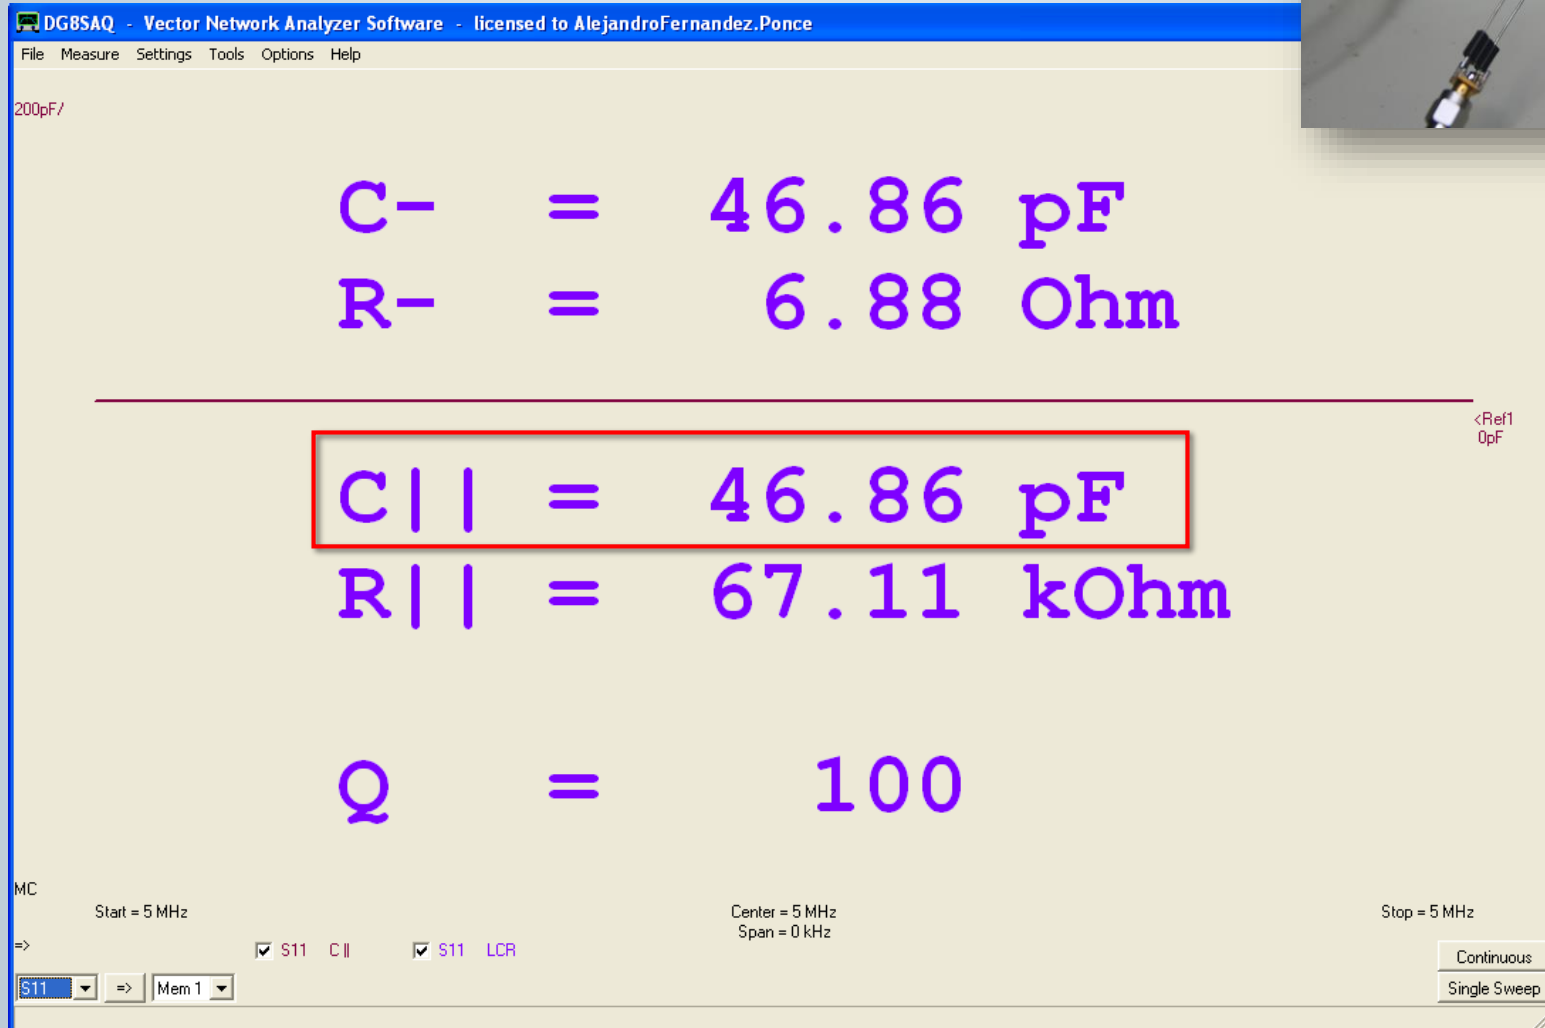 DG8SAQ - Vector Network Analyzer Software - licensed to AlejandroFernandez.Ponce
File Measure Settings Tools Options Help
200pF/
C- = 46.86 pF
R- = 6.88 Ohm
<Ref1
0pF
C|| = 46.86 pF
R|| = 67.11 kOhm
Q = 100
MC
Start = 5 MHz Center = 5 MHz Stop = 5 MHz
Span = 0 kHz
=> S11 C || S11 LCR
Continuous
S11 => Mem 1 Single Sweep